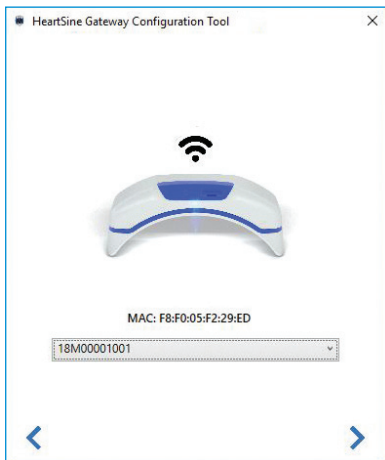 HeartSine Gateway Configuration Tool
MAC: F8:F0:05:F2:29:ED
18M00001001